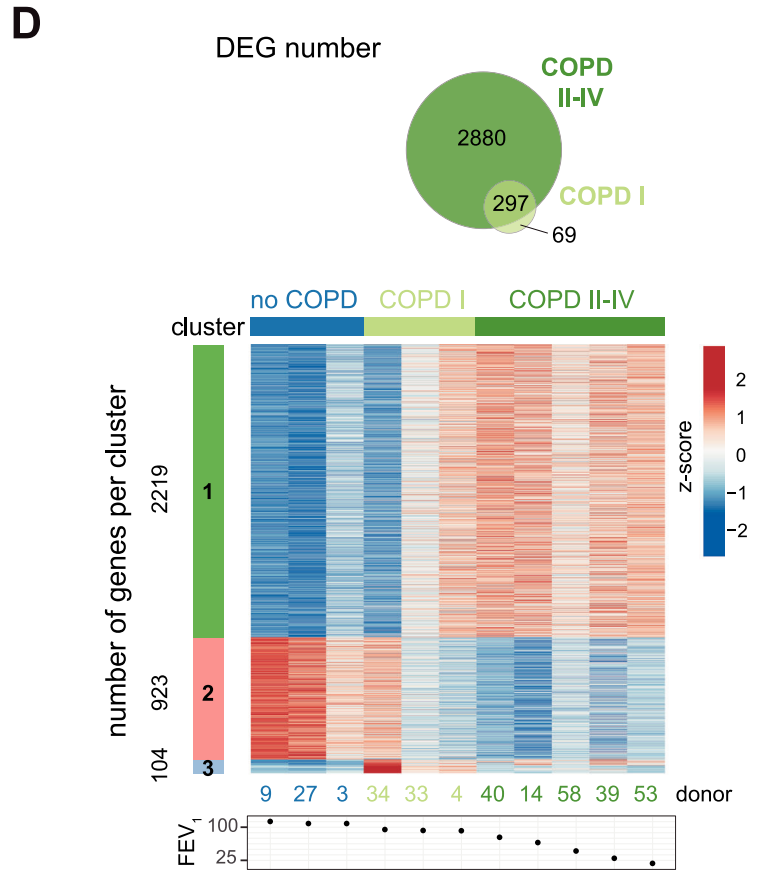 D
DEG number
COPD
II-IV
2880
COPD I
297
69
no COPD COPD I COPD II-IV
cluster
number of genes per cluster
2219
923
104
1
2
3
z-score
2
1
0
−1
−2
9 27 3 34 33 4 40 14 58 39 53 donor
FEV1
100
25